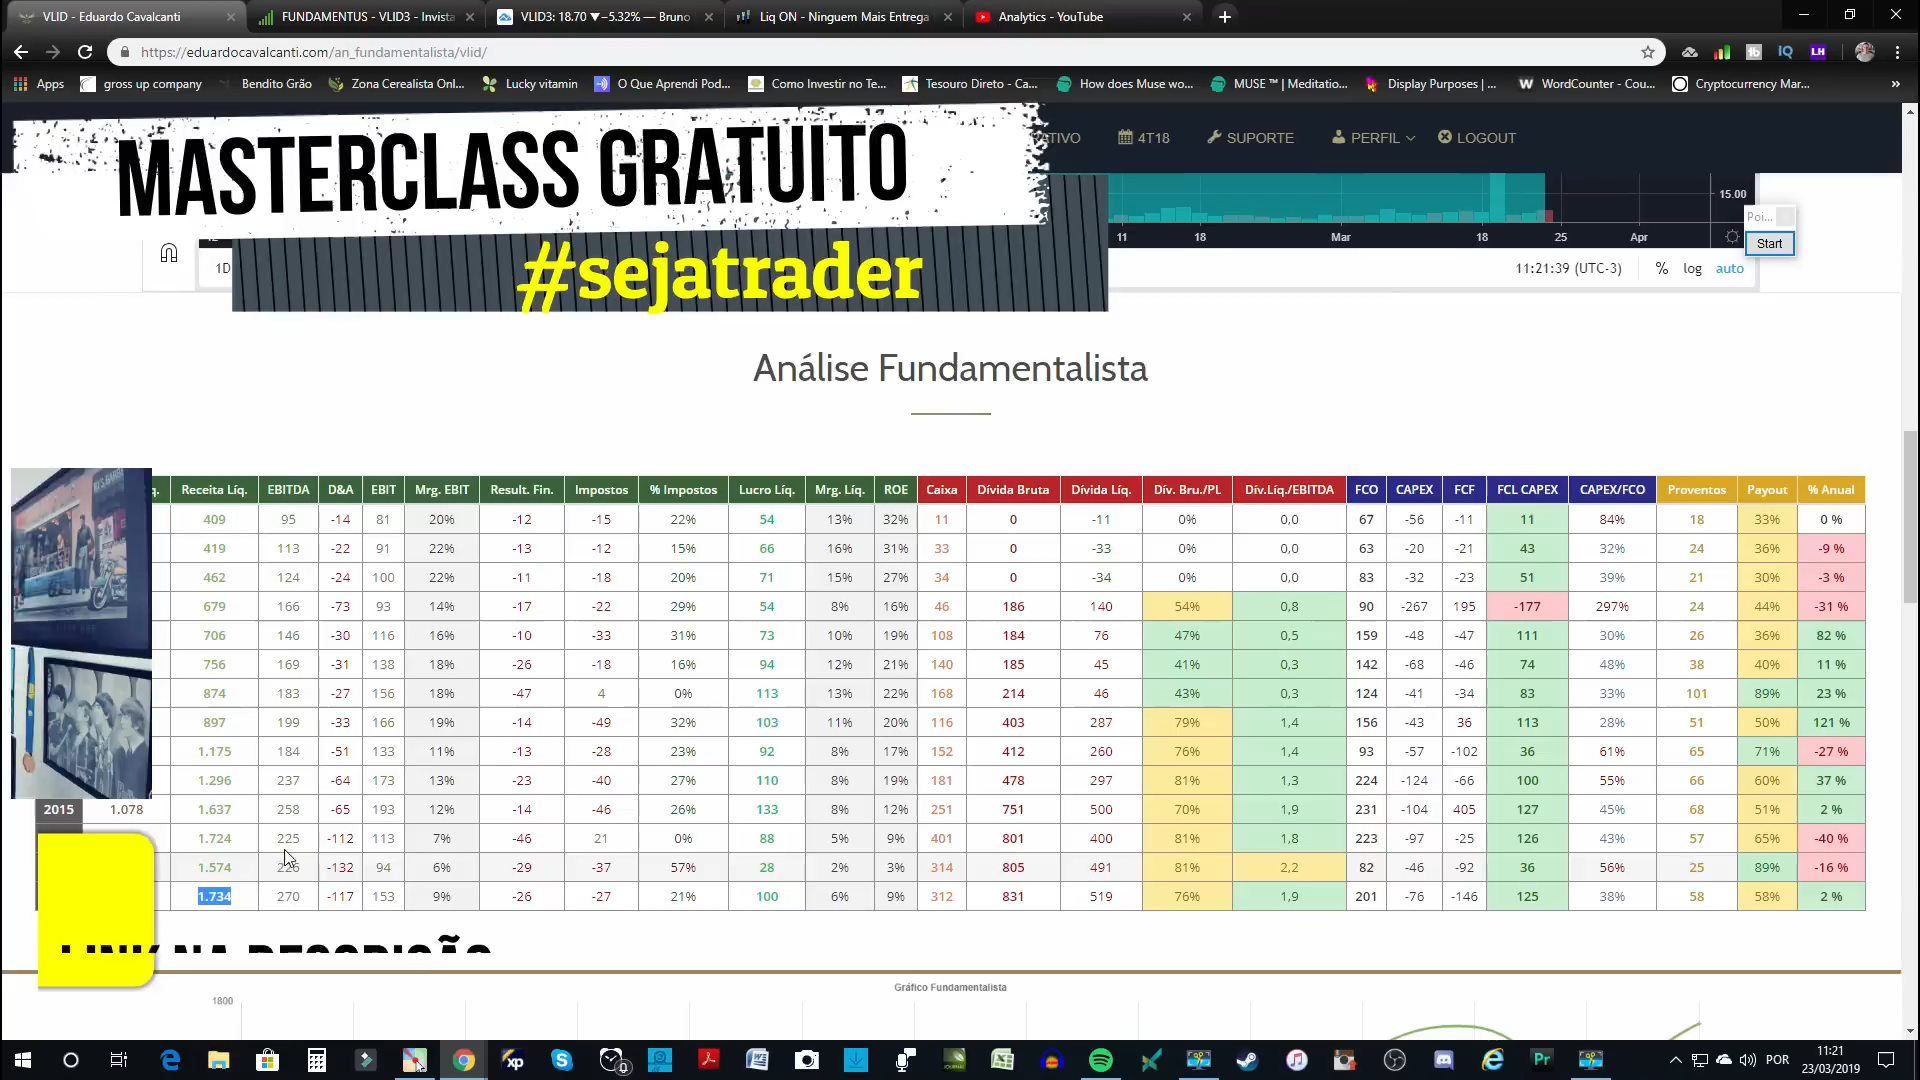 VLID - Eduardo Cavalcanti
FUNDAMENTUS - VLID3 - Invista
VLID3: 18.70 ▼−5.32% — Bruno
Liq ON - Ninguem Mais Entrega
Analytics - YouTube
https://eduardocavalcanti.com/an_fundamentalista/vlid/
Apps
gross up company
Bendito Grão
Zona Cerealista Onl...
Lucky vitamin
O Que Aprendi Pod...
Como Investir no Te...
Tesouro Direto - Ca...
How does Muse wo...
MUSE ™ | Meditatio...
Display Purposes | ...
WordCounter - Cou...
Cryptocurrency Mar...
»
MASTERCLASS GRATUITO
#sejatrader
4T18
SUPORTE
PERFIL
LOGOUT
15.00
11
18
Mar
18
25
Apr
Poi...
Start
1D
11:21:39 (UTC-3)
%
log
auto
Análise Fundamentalista
Receita Líq. EBITDA D&A EBIT Mrg. EBIT Result. Fin. Impostos % Impostos Lucro Líq. Mrg. Líq. ROE Caixa Dívida Bruta Dívida Líq. Dív. Bru./PL Dív.Líq./EBITDA FCO CAPEX FCF FCL CAPEX CAPEX/FCO Proventos Payout % Anual
409 95 -14 81 20% -12 -15 22% 54 13% 32% 11 0 -11 0% 0,0 67 -56 -11 11 84% 18 33% 0 %
419 113 -22 91 22% -13 -12 15% 66 16% 31% 33 0 -33 0% 0,0 63 -20 -21 43 32% 24 36% -9 %
462 124 -24 100 22% -11 -18 20% 71 15% 27% 34 0 -34 0% 0,0 83 -32 -23 51 39% 21 30% -3 %
679 166 -73 93 14% -17 -22 29% 54 8% 16% 46 186 140 54% 0,8 90 -267 195 -177 297% 24 44% -31 %
706 146 -30 116 16% -10 -33 31% 73 10% 19% 108 184 76 47% 0,5 159 -48 -47 111 30% 26 36% 82 %
756 169 -31 138 18% -26 -18 16% 94 12% 21% 140 185 45 41% 0,3 142 -68 -46 74 48% 38 40% 11 %
874 183 -27 156 18% -47 4 0% 113 13% 22% 168 214 46 43% 0,3 124 -41 -34 83 33% 101 89% 23 %
897 199 -33 166 19% -14 -49 32% 103 11% 20% 116 403 287 79% 1,4 156 -43 36 113 28% 51 50% 121 %
1.175 184 -51 133 11% -13 -28 23% 92 8% 17% 152 412 260 76% 1,4 93 -57 -102 36 61% 65 71% -27 %
1.296 237 -64 173 13% -23 -40 27% 110 8% 19% 181 478 297 81% 1,3 224 -124 -66 100 55% 66 60% 37 %
2015 1.078 1.637 258 -65 193 12% -14 -46 26% 133 8% 12% 251 751 500 70% 1,9 231 -104 405 127 45% 68 51% 2 %
1.724 225 -112 113 7% -46 21 0% 88 5% 9% 401 801 400 81% 1,8 223 -97 -25 126 43% 57 65% -40 %
1.574 226 -132 94 6% -29 -37 57% 28 2% 3% 314 805 491 81% 2,2 82 -46 -92 36 56% 25 89% -16 %
1.734 270 -117 153 9% -26 -27 21% 100 6% 9% 312 831 519 76% 1,9 201 -76 -146 125 38% 58 58% 2 %
LINK NA DESCRIÇÃO
Gráfico Fundamentalista
1800
POR
11:21
23/03/2019